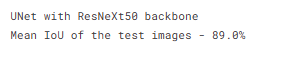 UNet with ResNeXt50 backbone
Mean IoU of the test images - 89.0%